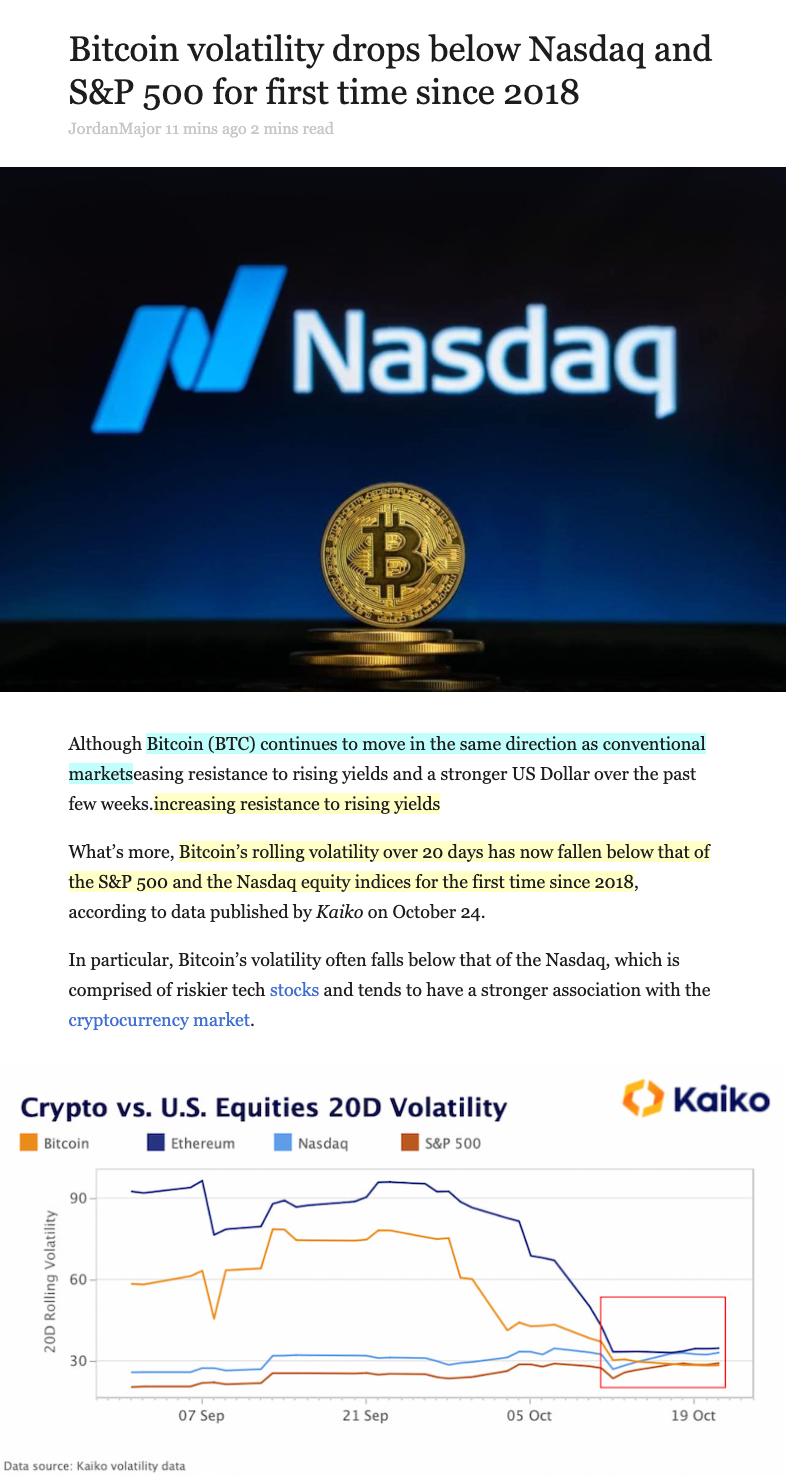 Bitcoin volatility drops below Nasdaq and
S&P 500 for first time since 2018
JordanMajor 11 mins ago 2 mins read
Nasdaq
Although Bitcoin (BTC) continues to move in the same direction as conventional
marketseasing resistance to rising yields and a stronger US Dollar over the past
few weeks.increasing resistance to rising yields
What’s more, Bitcoin’s rolling volatility over 20 days has now fallen below that of
the S&P 500 and the Nasdaq equity indices for the first time since 2018,
according to data published by Kaiko on October 24.
In particular, Bitcoin’s volatility often falls below that of the Nasdaq, which is
comprised of riskier tech stocks and tends to have a stronger association with the
cryptocurrency market.
Kaiko
Crypto vs. U.S. Equities 20D Volatility
Bitcoin Ethereum Nasdaq S&P 500
20D Rolling Volatility
90
60
30
07 Sep 21 Sep 05 Oct 19 Oct
Data source: Kaiko volatility data